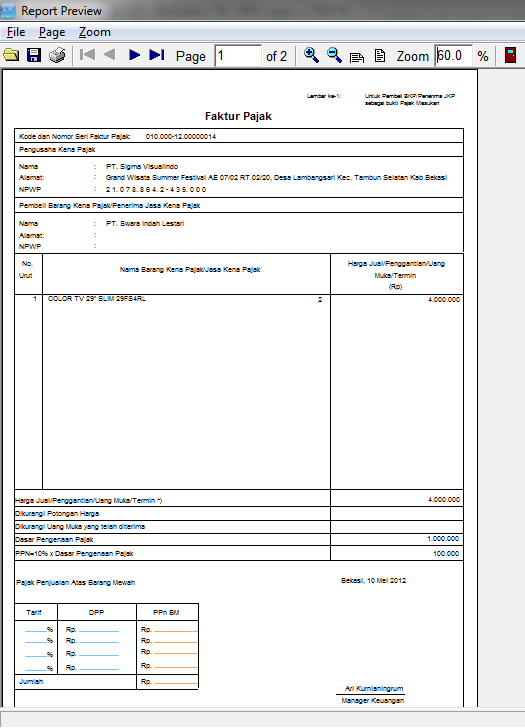 Report Preview
File Page Zoom
Page 1 of 2 Zoom 60.0 %
Lembar ke-1: Untuk Pembeli BKP/Penerima JKP
sebagai bukti Pajak Masukan
Faktur Pajak
Kode dan Nomor Seri Faktur Pajak: 010.000-12.00000014
Pengusaha Kena Pajak
Nama : PT. Sigma Visualindo
Alamat: : Grand Wisata Summer Festival AE 07/02 RT.02/20, Desa Lambangsari Kec. Tambun Selatan Kab.Bekasi
NPWP : 2 1. 0 7 8. 8 6 4. 2 - 4 3 5. 0 0 0
Pembeli Barang Kena Pajak/Penerima Jasa Kena Pajak
Nama : PT. Swara Indah Lestari
Alamat: :
NPWP :
No. Urut Nama Barang Kena Pajak/Jasa Kena Pajak Harga Jual/Penggantian/Uang Muka/Termin (Rp)
1 COLOR TV 29" SLIM 29FS4RL 2 4.000.000
Harga Jual/Penggantian/Uang Muka/Termin *) 4.000.000
Dikurangi Potongan Harga
Dikurangi Uang Muka yang telah diterima
Dasar Pengenaan Pajak 1.000.000
PPN=10% x Dasar Pengenaan Pajak 100.000
Pajak Penjualan Atas Barang Mewah Bekasi, 10 Mei 2012
Tarif DPP PPn BM
..........% Rp. .................. Rp. ..................
..........% Rp. .................. Rp. ..................
..........% Rp. .................. Rp. ..................
..........% Rp. .................. Rp. ..................
Jumlah Rp. ..................
Ari Kurnianingrum
Manager Keuangan